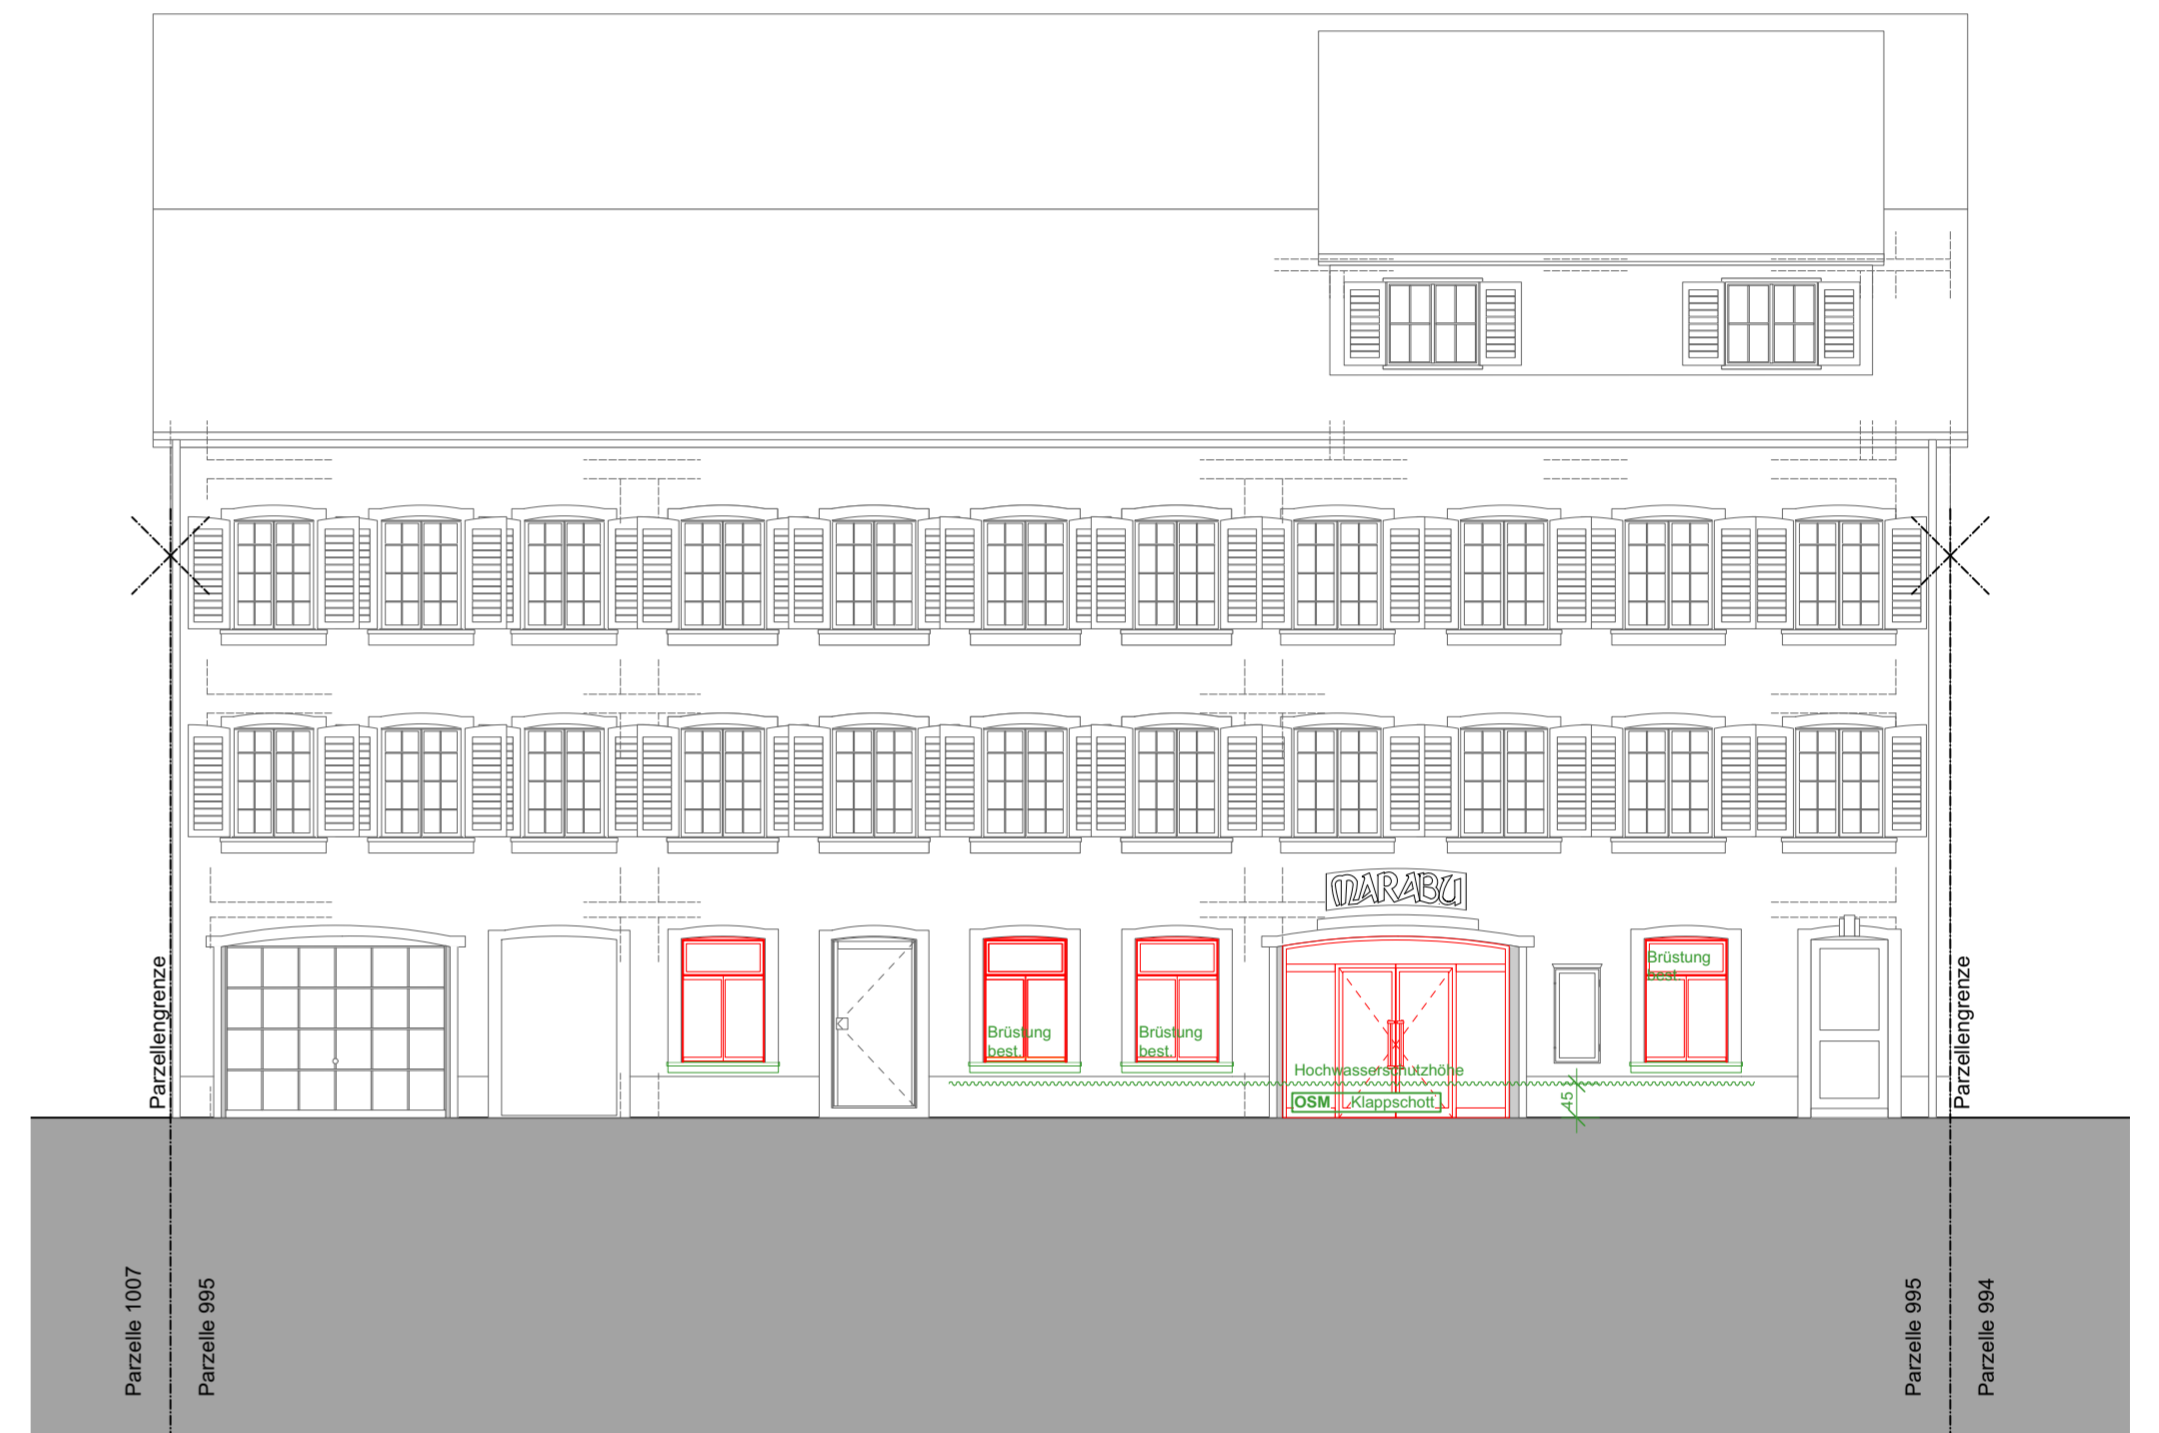 MARABU
Brüstung
best.
Brüstung
best.
Brüstung
best.
Hochwasserschutzhöhe
OSM Klappschott
45
Parzellengrenze
Parzellengrenze
Parzelle 1007
Parzelle 995
Parzelle 995
Parzelle 994